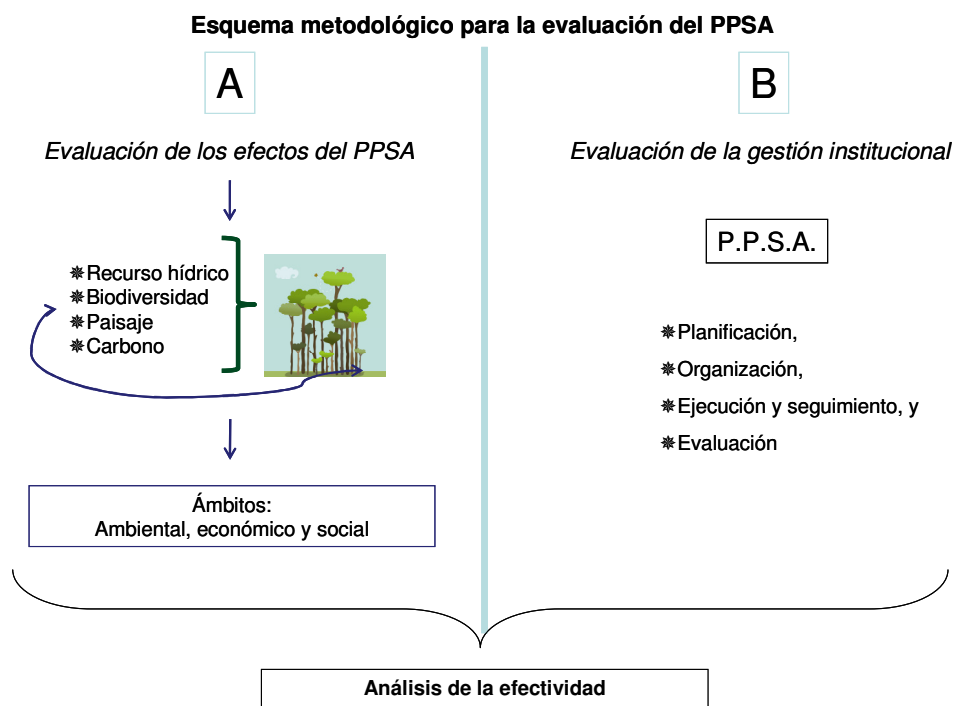 Esquema metodológico para la evaluación del PPSA
A
Evaluación de los efectos del PPSA
✵Recurso hídrico
✵Biodiversidad
✵Paisaje
✵Carbono
Ámbitos:
Ambiental, económico y social
B
Evaluación de la gestión institucional
P.P.S.A.
✵Planificación,
✵Organización,
✵Ejecución y seguimiento, y
✵Evaluación
Análisis de la efectividad